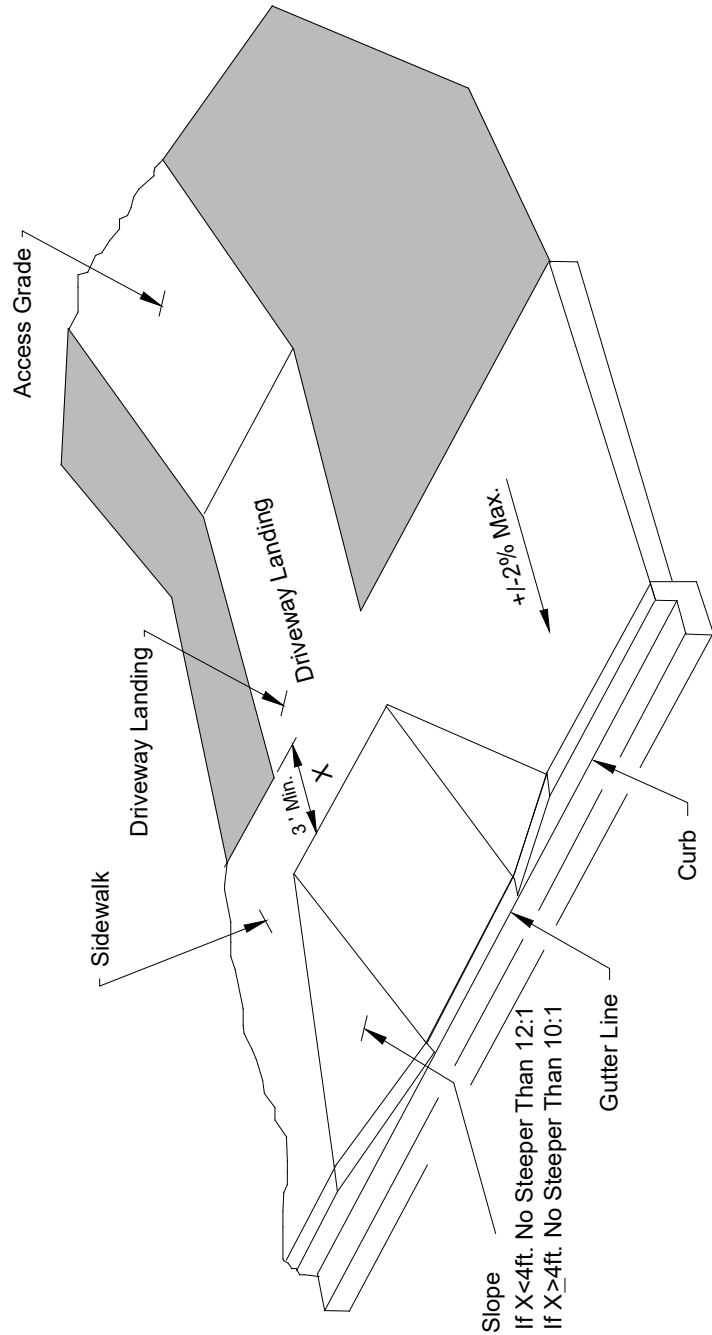 Access Grade
Driveway Landing
Driveway Landing
Sidewalk
3' Min.
X
+/-2% Max.
Slope
If X<4ft. No Steeper Than 12:1
If X≥4ft. No Steeper Than 10:1
Gutter Line
Curb